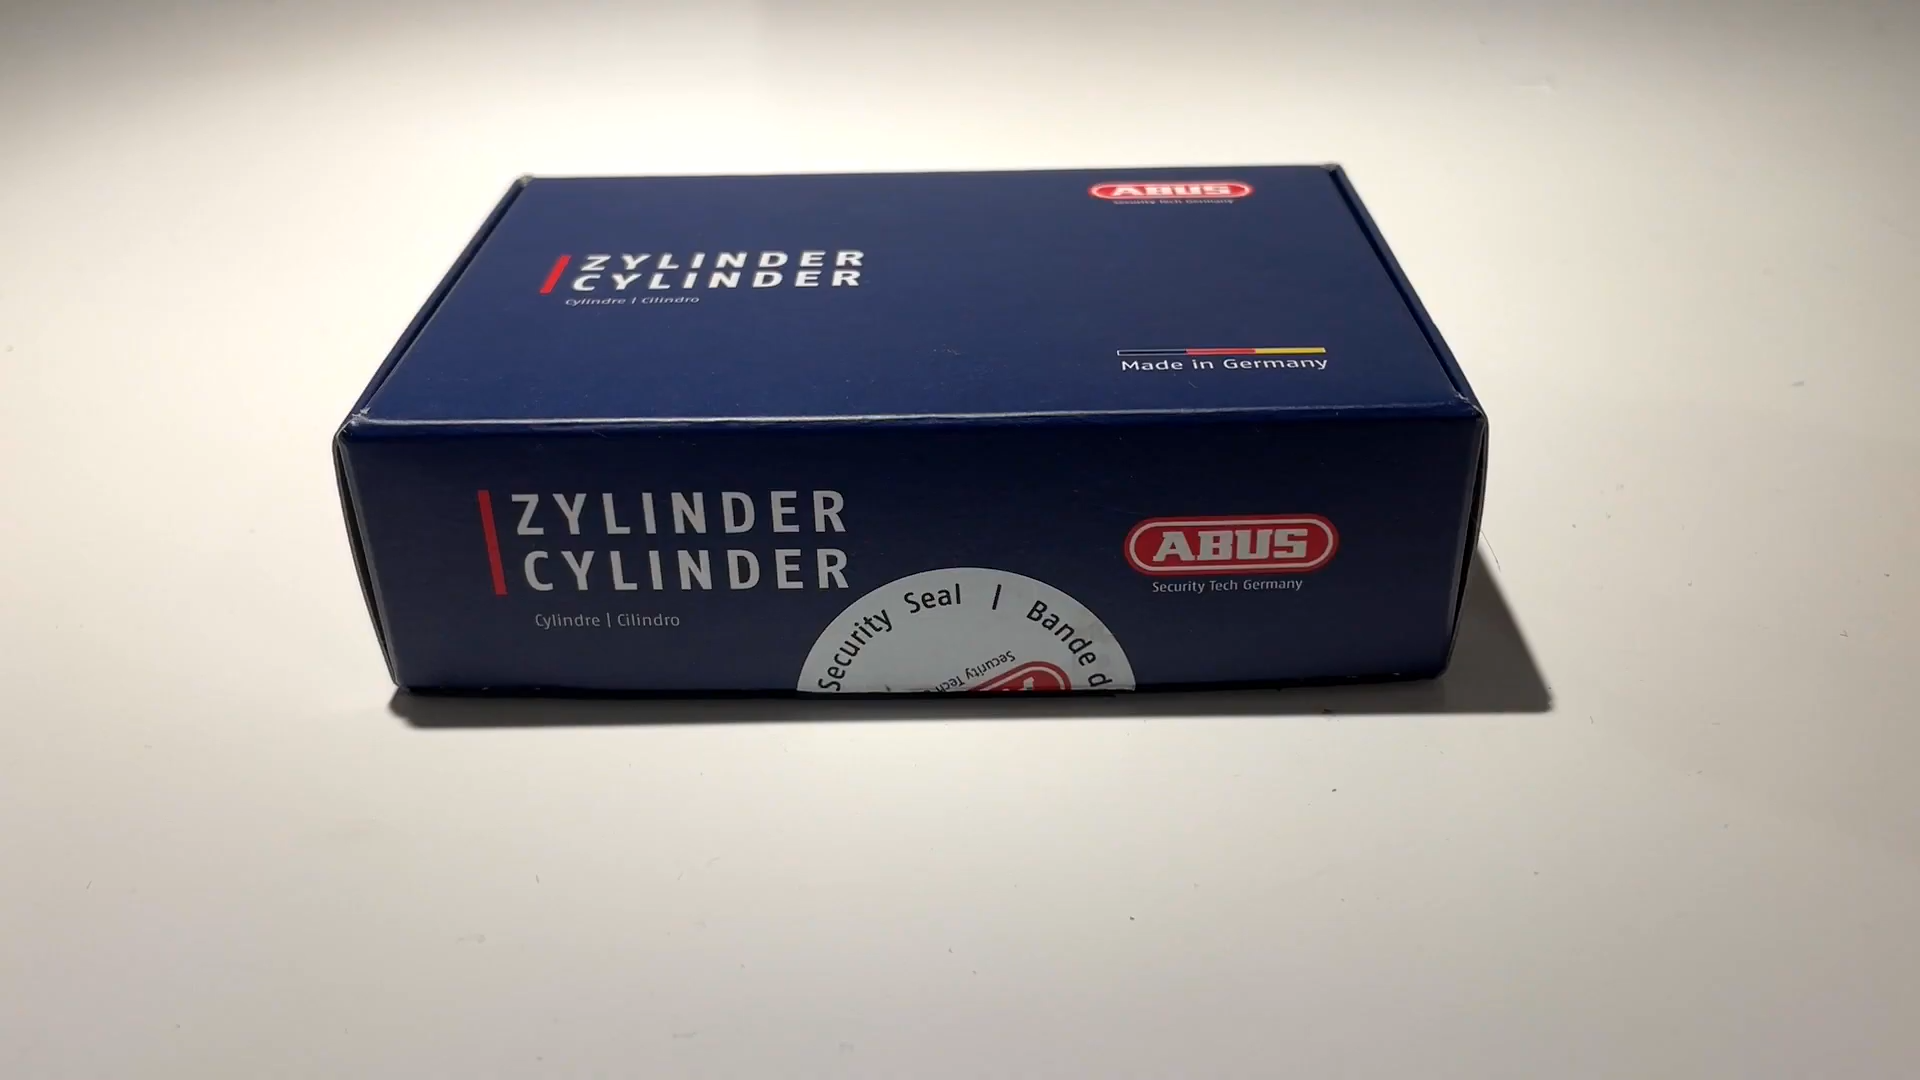 ABUS
Security Tech Germany
ZYLINDER
CYLINDER
Cylindre | Cilindro
Made in Germany
ZYLINDER
CYLINDER
Cylindre | Cilindro
ABUS
Security Tech Germany
Security Seal | Bande d
Security Tech